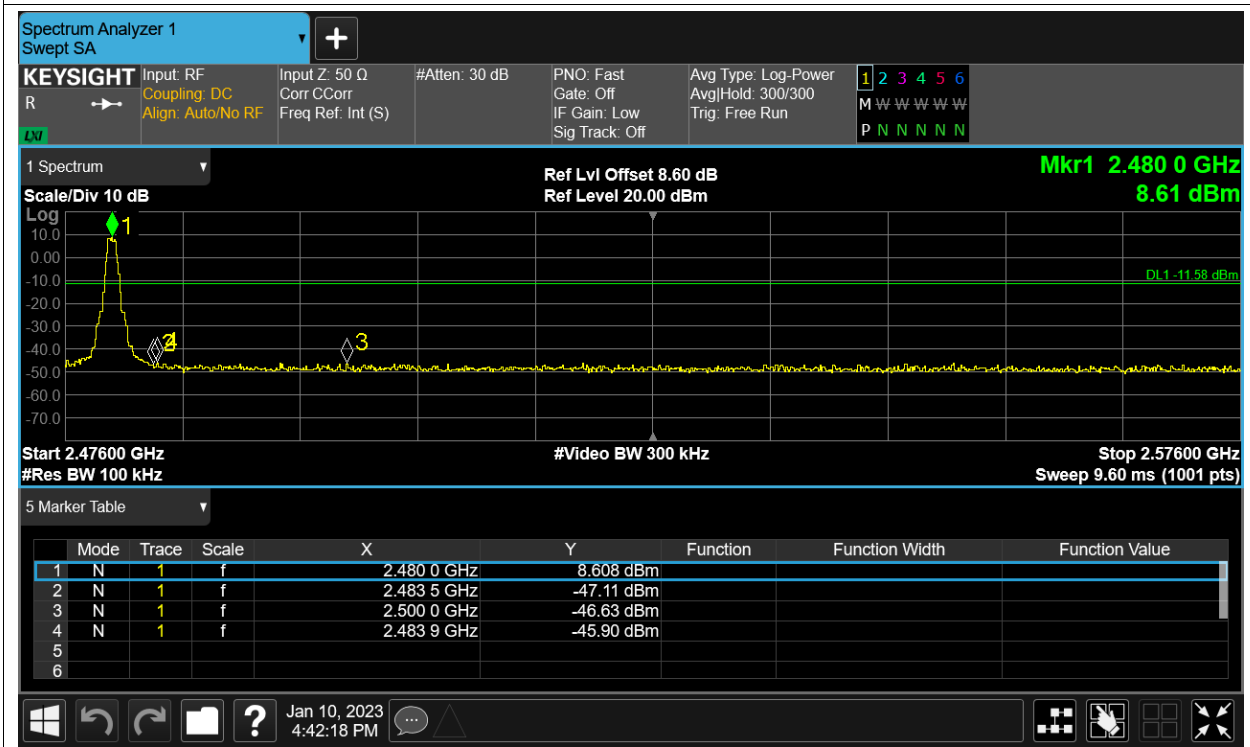 Spectrum Analyzer 1
Swept SA
KEYSIGHT Input: RF Input Z: 50 Ω #Atten: 30 dB PNO: Fast Avg Type: Log-Power 1 2 3 4 5 6
R Coupling: DC Corr CCorr Gate: Off Avg|Hold: 300/300 M W W W W W
Align: Auto/No RF Freq Ref: Int (S) IF Gain: Low Trig: Free Run
LXI Sig Track: Off P N N N N N
1 Spectrum Ref Lvl Offset 8.60 dB Mkr1 2.480 0 GHz
Scale/Div 10 dB Ref Level 20.00 dBm 8.61 dBm
Log
1
10.0
0.00
-10.0 DL1 -11.58 dBm
-20.0
-30.0
-40.0 3
-50.0
-60.0
-70.0
Start 2.47600 GHz #Video BW 300 kHz Stop 2.57600 GHz
#Res BW 100 kHz Sweep 9.60 ms (1001 pts)
5 Marker Table
Mode Trace Scale X Y Function Function Width Function Value
1 N 1 f 2.480 0 GHz 8.608 dBm
2 N 1 f 2.483 5 GHz -47.11 dBm
3 N 1 f 2.500 0 GHz -46.63 dBm
4 N 1 f 2.483 9 GHz -45.90 dBm
5
6
? Jan 10, 2023
4:42:18 PM